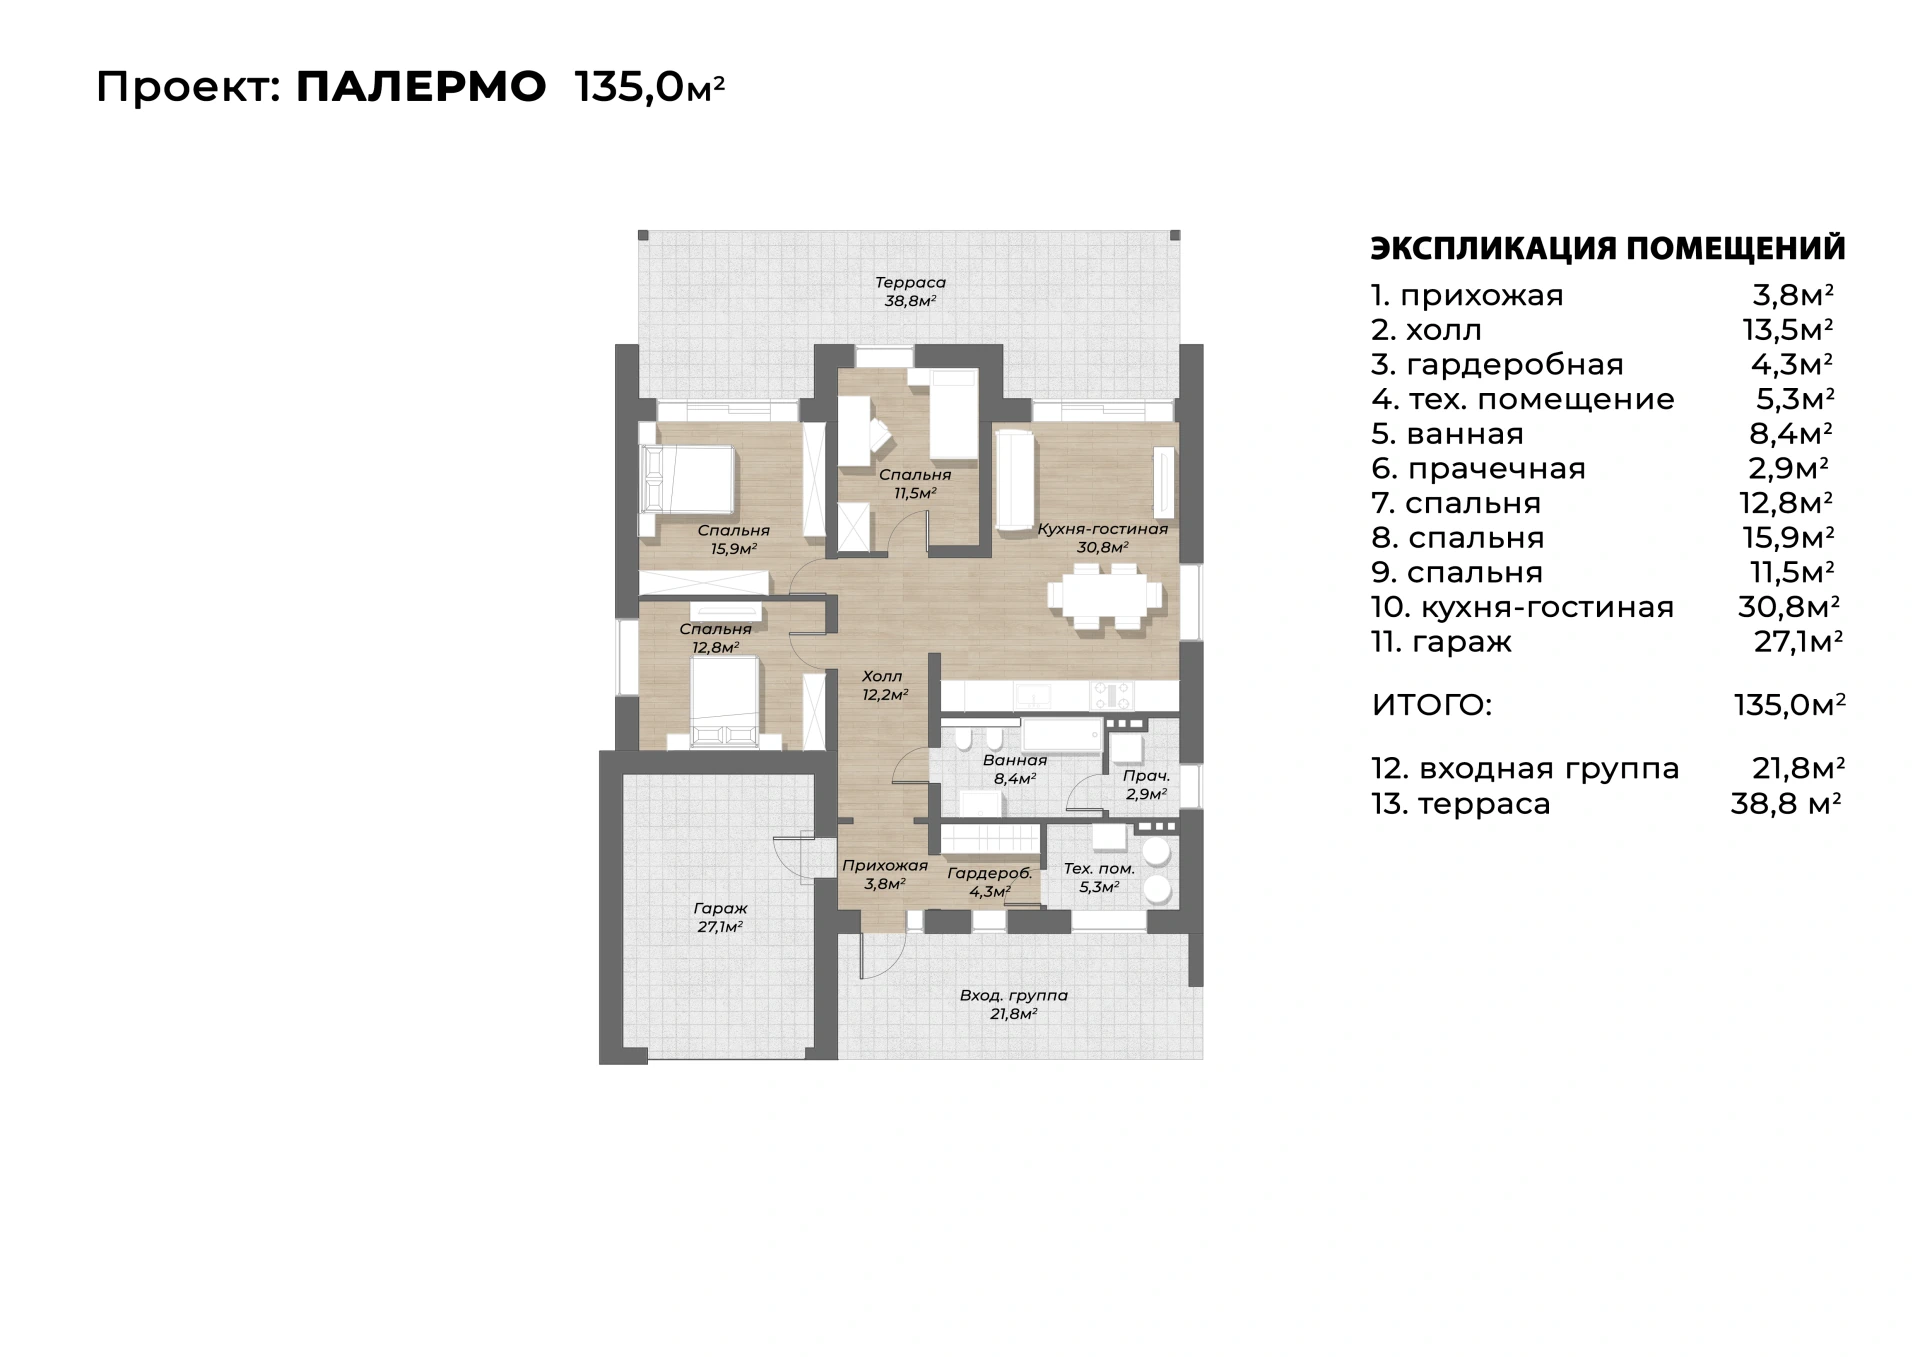 Проект: ПАЛЕРМО 135,0м²
Терраса
38,8м²
Спальня
11,5м²
Спальня
15,9м²
Кухня-гостиная
30,8м²
Спальня
12,8м²
Холл
12,2м²
Ванная
8,4м²
Прач.
2,9м²
Прихожая
3,8м²
Гардероб.
4,3м²
Тех. пом.
5,3м²
Гараж
27,1м²
Вход. группа
21,8м²
ЭКСПЛИКАЦИЯ ПОМЕЩЕНИЙ
1. прихожая 3,8м²
2. холл 13,5м²
3. гардеробная 4,3м²
4. тех. помещение 5,3м²
5. ванная 8,4м²
6. прачечная 2,9м²
7. спальня 12,8м²
8. спальня 15,9м²
9. спальня 11,5м²
10. кухня-гостиная 30,8м²
11. гараж 27,1м²
ИТОГО: 135,0м²
12. входная группа 21,8м²
13. терраса 38,8 м²